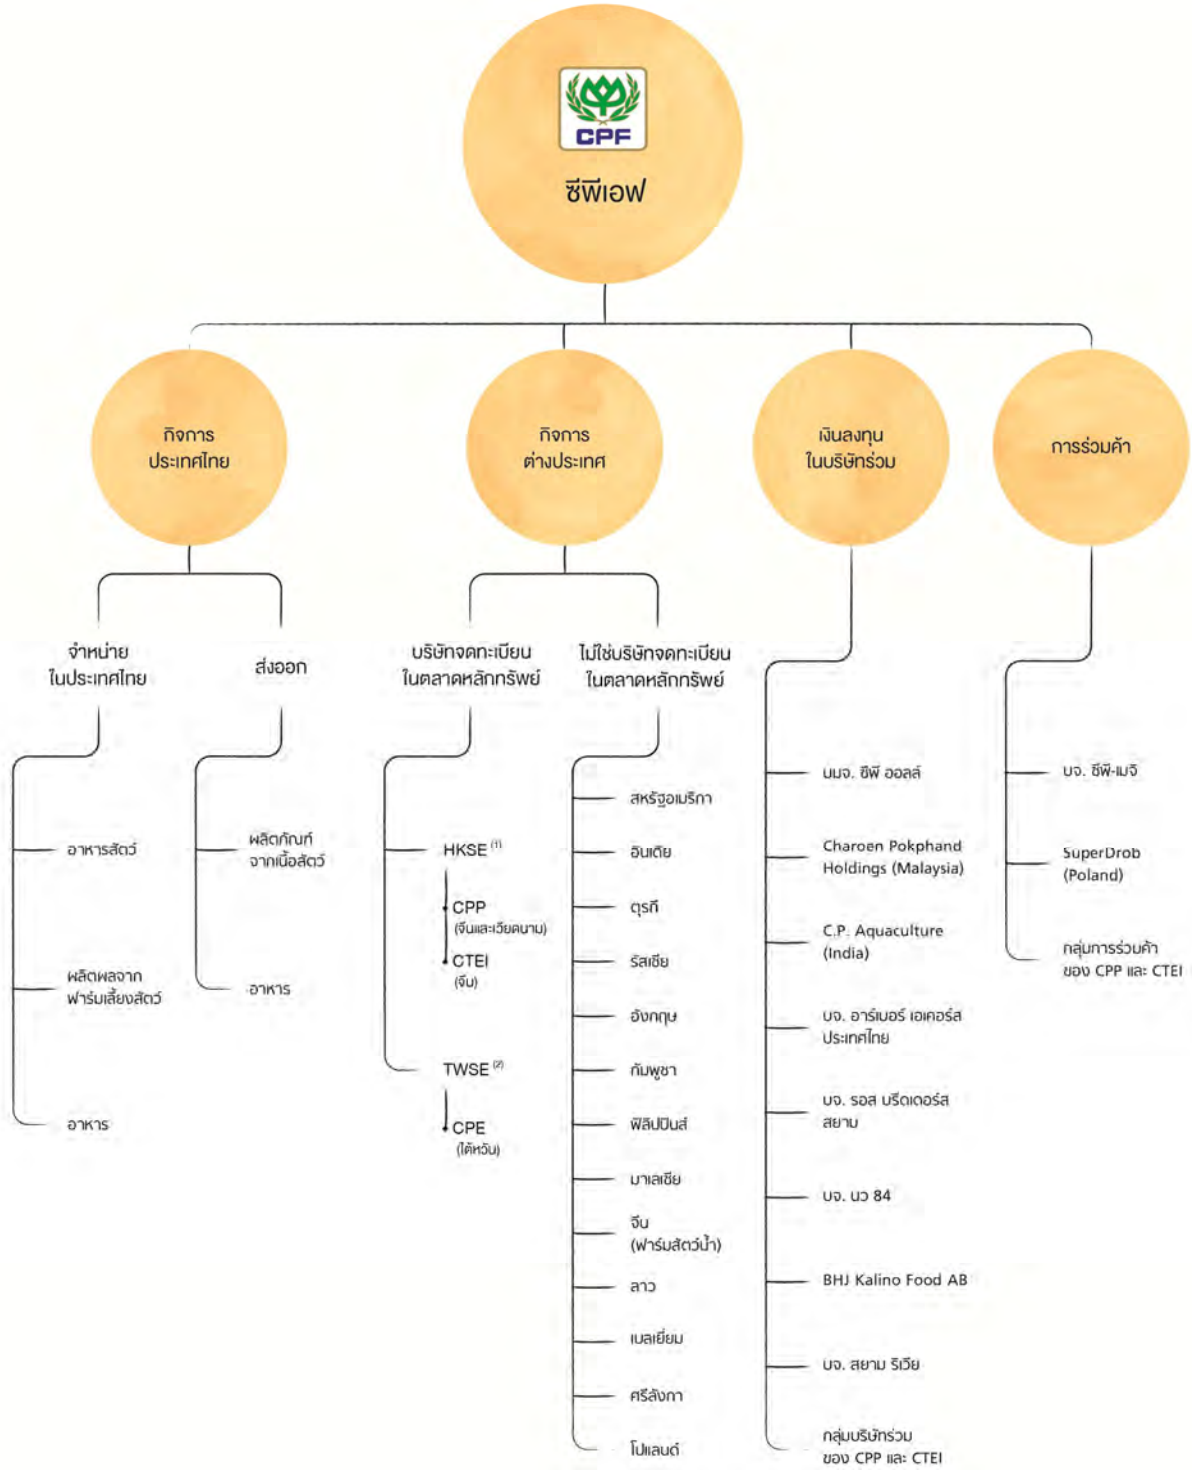 CPF
ซีพีเอฟ
กิจการ
ประเทศไทย
กิจการ
ต่างประเทศ
เงินลงทุน
ในบริษัทร่วม
การร่วมค้า
จำหน่าย
ในประเทศไทย
ส่งออก
บริษัทจดทะเบียน
ในตลาดหลักทรัพย์
ไม่ใช่บริษัทจดทะเบียน
ในตลาดหลักทรัพย์
อาหารสัตว์
ผลิตผลจาก
ฟาร์มเลี้ยงสัตว์
อาหาร
ผลิตภัณฑ์
จากเนื้อสัตว์
อาหาร
HKSE (1)
CPP
(จีนและเวียดนาม)
CTEI
(จีน)
TWSE (2)
CPE
(ไต้หวัน)
สหรัฐอเมริกา
อินเดีย
ตุรกี
รัสเซีย
อังกฤษ
กัมพูชา
ฟิลิปปินส์
มาเลเซีย
จีน
(ฟาร์มสัตว์น้ำ)
ลาว
เบลเยี่ยม
ศรีลังกา
โปแลนด์
บมจ. ซีพี ออลล์
Charoen Pokphand
Holdings (Malaysia)
C.P. Aquaculture
(India)
บจ. อาร์เบอร์ เอเคอร์ส
ประเทศไทย
บจ. รอส บรีดเดอร์ส
สยาม
บจ. นว 84
BHJ Kalino Food AB
บจ. สยาม ริเวีย
กลุ่มบริษัทร่วม
ของ CPP และ CTEI
บจ. ซีพี-เมจิ
SuperDrob
(Poland)
กลุ่มการร่วมค้า
ของ CPP และ CTEI